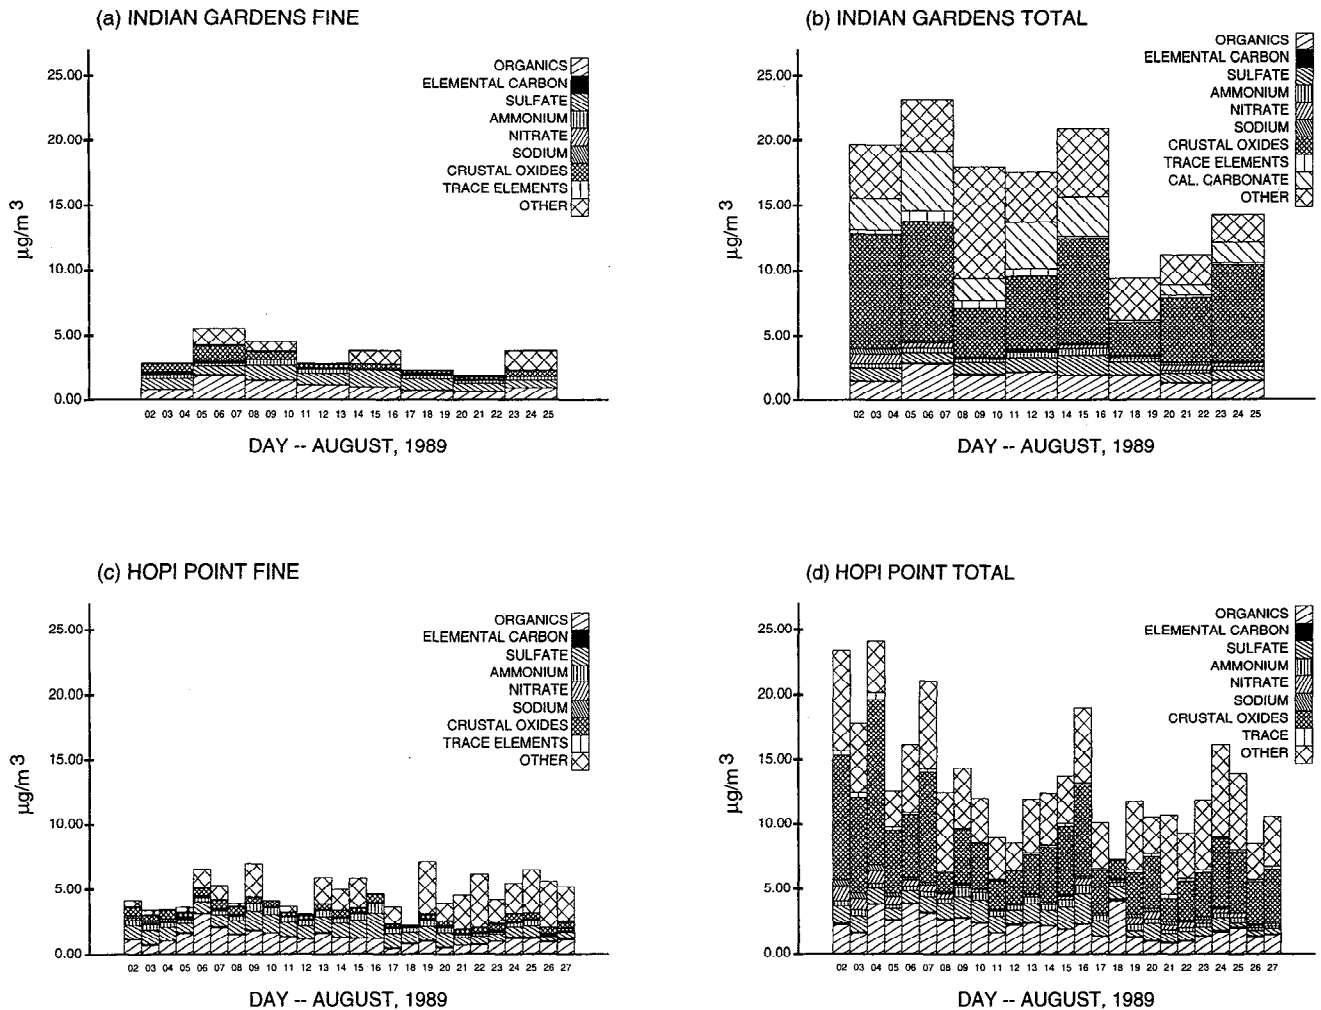 (a) INDIAN GARDENS FINE
ORGANICS
ELEMENTAL CARBON
SULFATE
AMMONIUM
NITRATE
SODIUM
CRUSTAL OXIDES
TRACE ELEMENTS
OTHER
25.00
20.00
15.00
10.00
5.00
0.00
µg/m 3
02 03 04 05 06 07 08 09 10 11 12 13 14 15 16 17 18 19 20 21 22 23 24 25
DAY -- AUGUST, 1989
(b) INDIAN GARDENS TOTAL
ORGANICS
ELEMENTAL CARBON
SULFATE
AMMONIUM
NITRATE
SODIUM
CRUSTAL OXIDES
TRACE ELEMENTS
CAL. CARBONATE
OTHER
25.00
20.00
15.00
10.00
5.00
0.00
µg/m 3
02 03 04 05 06 07 08 09 10 11 12 13 14 15 16 17 18 19 20 21 22 23 24 25
DAY -- AUGUST, 1989
(c) HOPI POINT FINE
ORGANICS
ELEMENTAL CARBON
SULFATE
AMMONIUM
NITRATE
SODIUM
CRUSTAL OXIDES
TRACE ELEMENTS
OTHER
25.00
20.00
15.00
10.00
5.00
0.00
µg/m 3
02 03 04 05 06 07 08 09 10 11 12 13 14 15 16 17 18 19 20 21 22 23 24 25 26 27
DAY -- AUGUST, 1989
(d) HOPI POINT TOTAL
ORGANICS
ELEMENTAL CARBON
SULFATE
AMMONIUM
NITRATE
SODIUM
CRUSTAL OXIDES
TRACE
OTHER
25.00
20.00
15.00
10.00
5.00
0.00
µg/m 3
02 03 04 05 06 07 08 09 10 11 12 13 14 15 16 17 18 19 20 21 22 23 24 25 26 27
DAY -- AUGUST, 1989